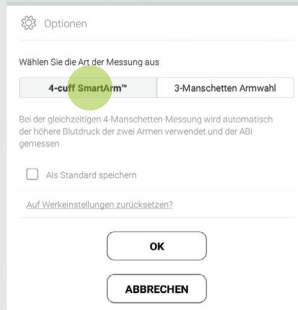 Optionen
Wählen Sie die Art der Messung aus
4-cuff SmartArm™
3-Manschetten Armwahl
Bei der gleichzeitigen 4-Manschetten-Messung wird automatisch
der höhere Blutdruck der zwei Armen verwendet und der ABI
gemessen
Als Standard speichern
Auf Werkeinstellungen zurücksetzen?
OK
ABBRECHEN